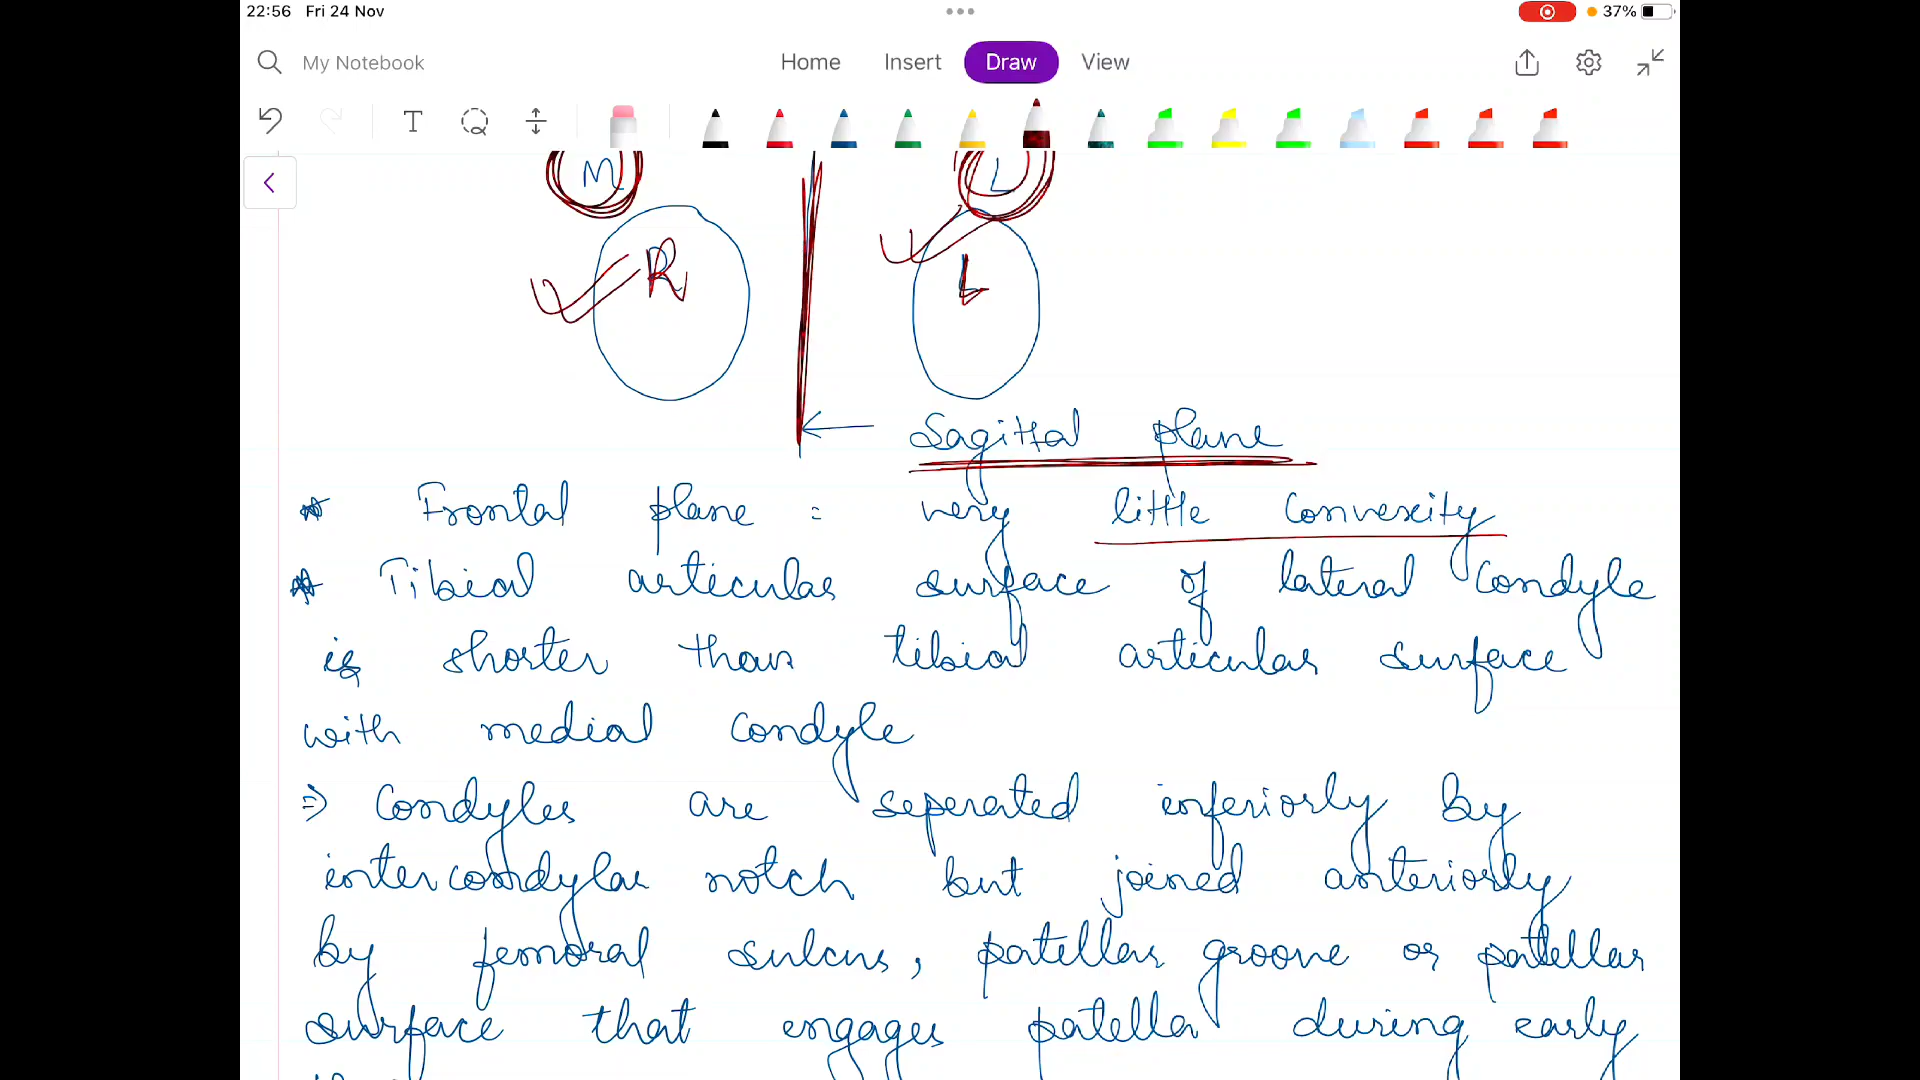 22:56 Fri 24 Nov
37%
My Notebook
Home Insert Draw View
T
M L
R L
Sagittal plane
* Frontal plane = very little convexity
* Tibial articular surface of lateral condyle
is shorter than tibial articular surface
with medial condyle
⇒ Condyles are seperated inferiorly by
intercondylar notch but joined anteriorly
by femoral sulcus, patellar groove or patellar
surface that engages patella during early